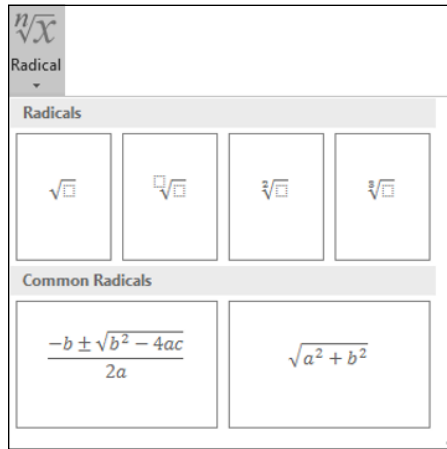 ⁿ√x
Radical
Radicals
√□ □√□ ²√□ ³√□
Common Radicals
(-b ± √(b² − 4ac))/2a √(a² + b²)